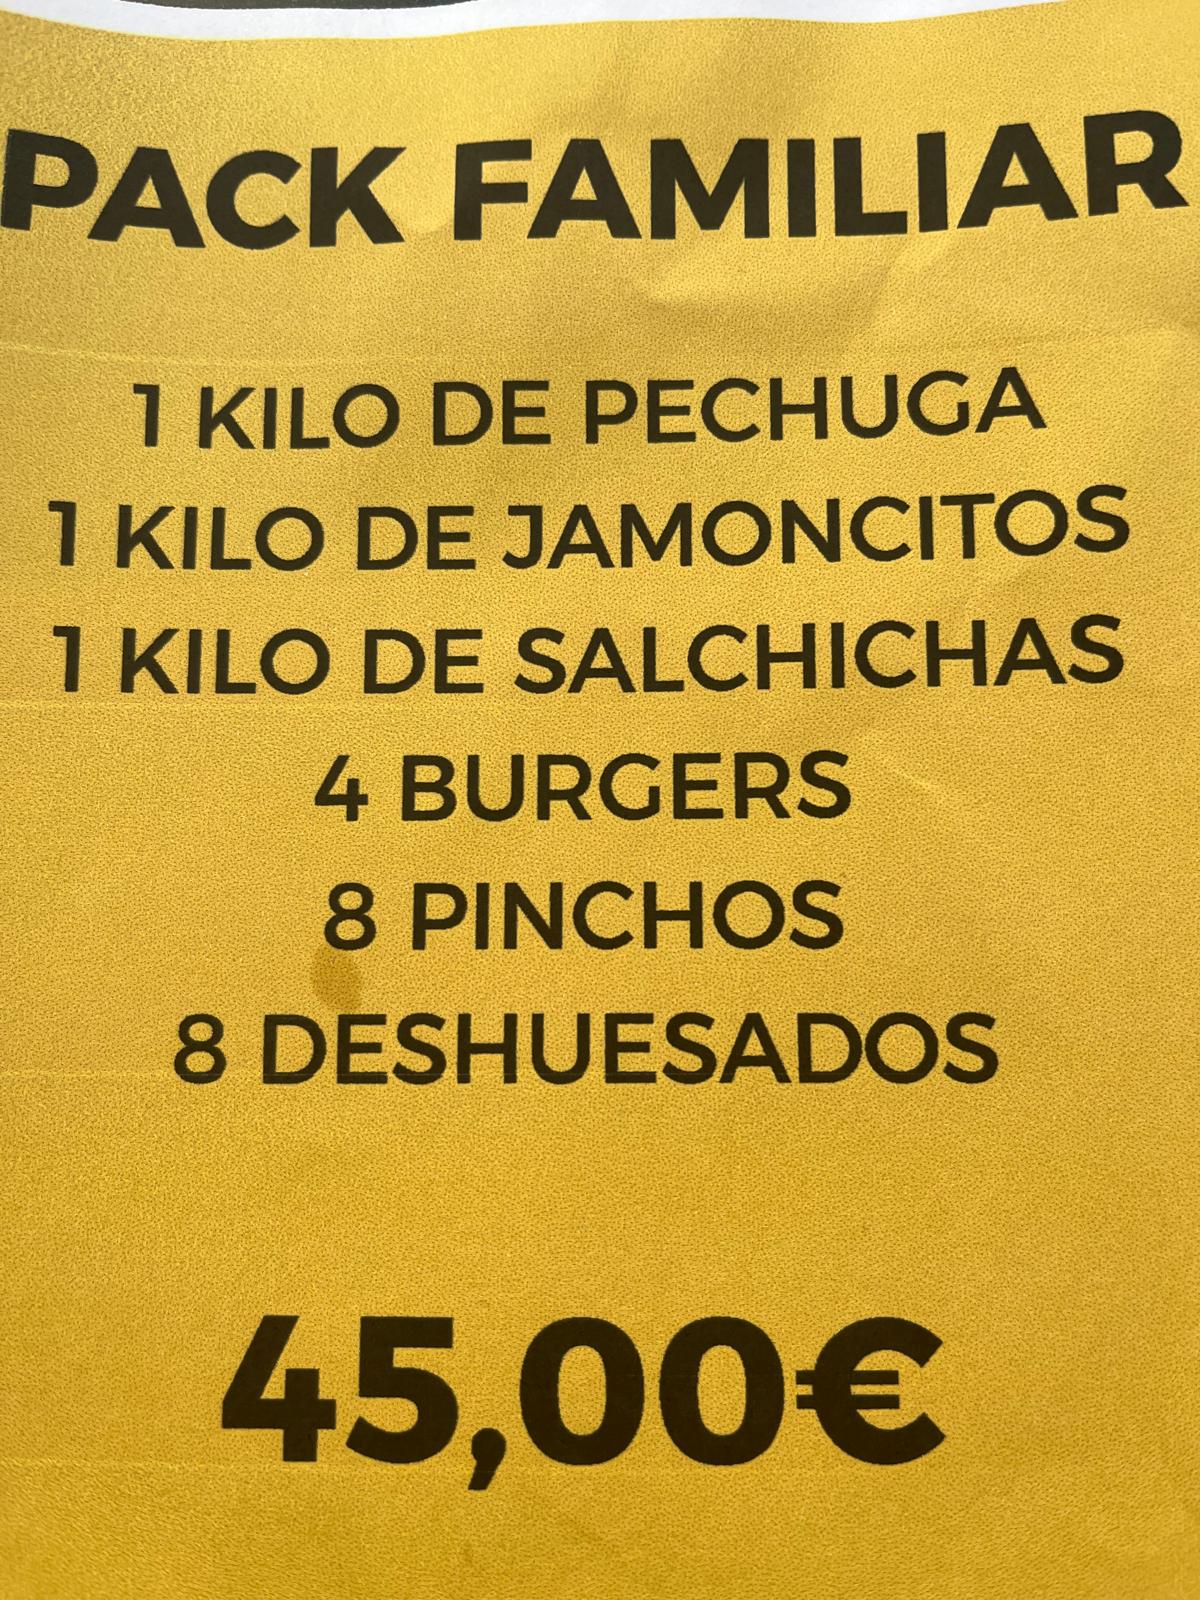 PACK FAMILIAR
1 KILO DE PECHUGA
1 KILO DE JAMONCITOS
1 KILO DE SALCHICHAS
4 BURGERS
8 PINCHOS
8 DESHUESADOS
45,00€